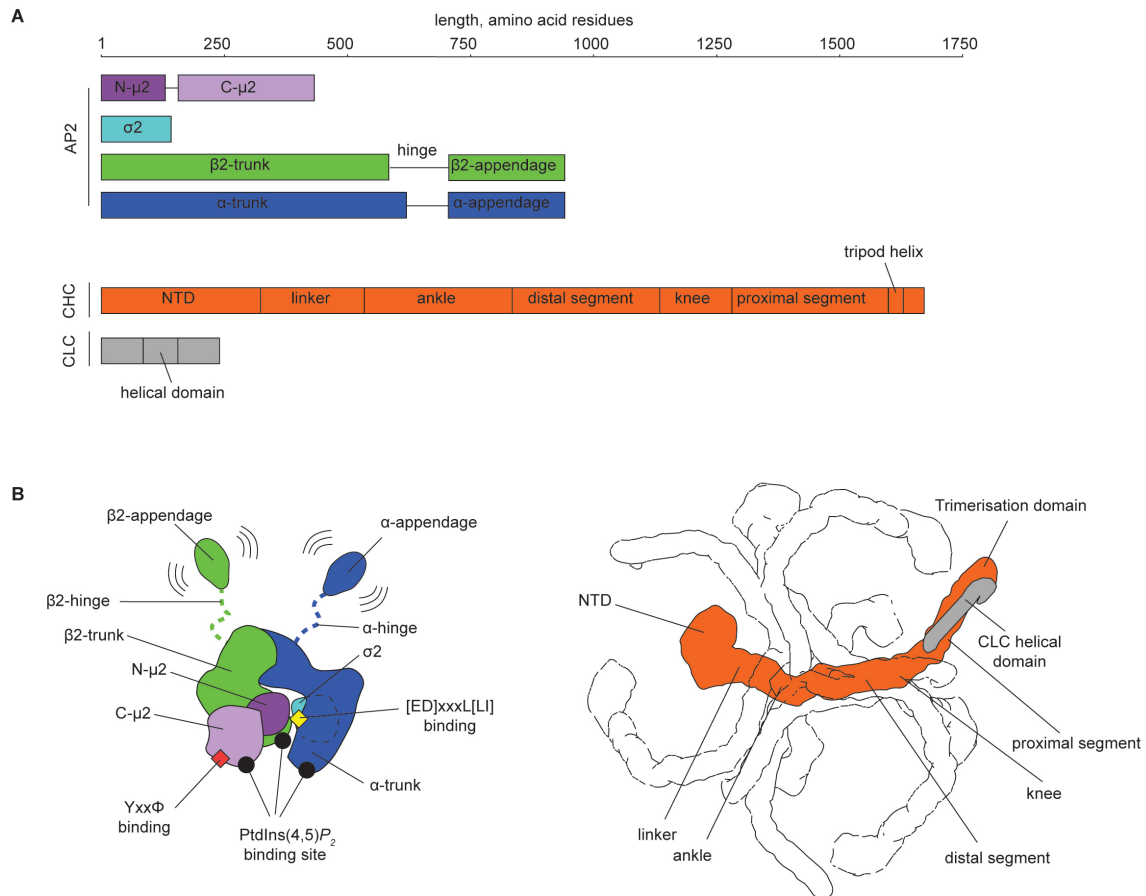 A
length, amino acid residues
1 250 500 750 1000 1250 1500 1750
AP2
N-μ2 C-μ2
σ2
hinge
β2-trunk β2-appendage
α-trunk α-appendage
tripod helix
CHC
NTD linker ankle distal segment knee proximal segment
CLC
helical domain
B
β2-appendage
α-appendage
β2-hinge
α-hinge
β2-trunk
σ2
N-μ2
C-μ2
[ED]xxxL[LI]
binding
α-trunk
YxxΦ
binding
PtdIns(4,5)P2
binding site
Trimerisation domain
NTD
CLC helical
domain
proximal segment
knee
linker
ankle
distal segment